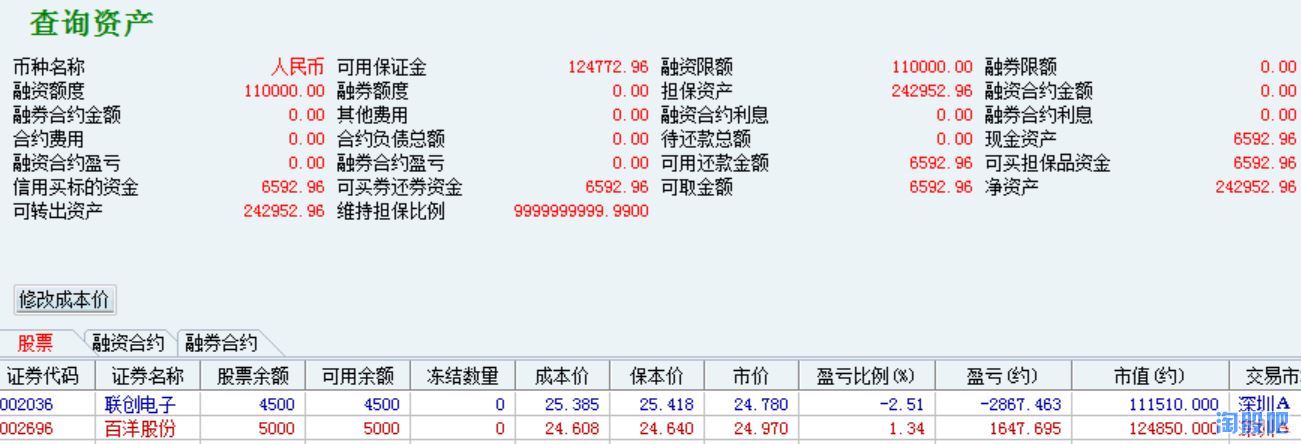 查询资产
币种名称 人民币 可用保证金 124772.96 融资限额 110000.00 融券限额 0.00
融资额度 110000.00 融券额度 0.00 担保资产 242952.96 融资合约金额 0.00
融券合约金额 0.00 其他费用 0.00 融资合约利息 0.00 融券合约利息 0.00
合约费用 0.00 合约负债总额 0.00 待还款总额 0.00 现金资产 6592.96
融资合约盈亏 0.00 融券合约盈亏 0.00 可用还款金额 6592.96 可买担保品资金 6592.96
信用买标的资金 6592.96 可买券还券资金 6592.96 可取金额 6592.96 净资产 242952.96
可转出资产 242952.96 维持担保比例 9999999999.9900
修改成本价
股票 融资合约 融券合约
证券代码 证券名称 股票余额 可用余额 冻结数量 成本价 保本价 市价 盈亏比例(%) 盈亏(约) 市值(约) 交易市
002036 联创电子 4500 4500 0 25.385 25.418 24.780 -2.51 -2867.463 111510.000 深圳A
002696 百洋股份 5000 5000 0 24.608 24.640 24.970 1.34 1647.695 124850.000 深圳A
淘股吧